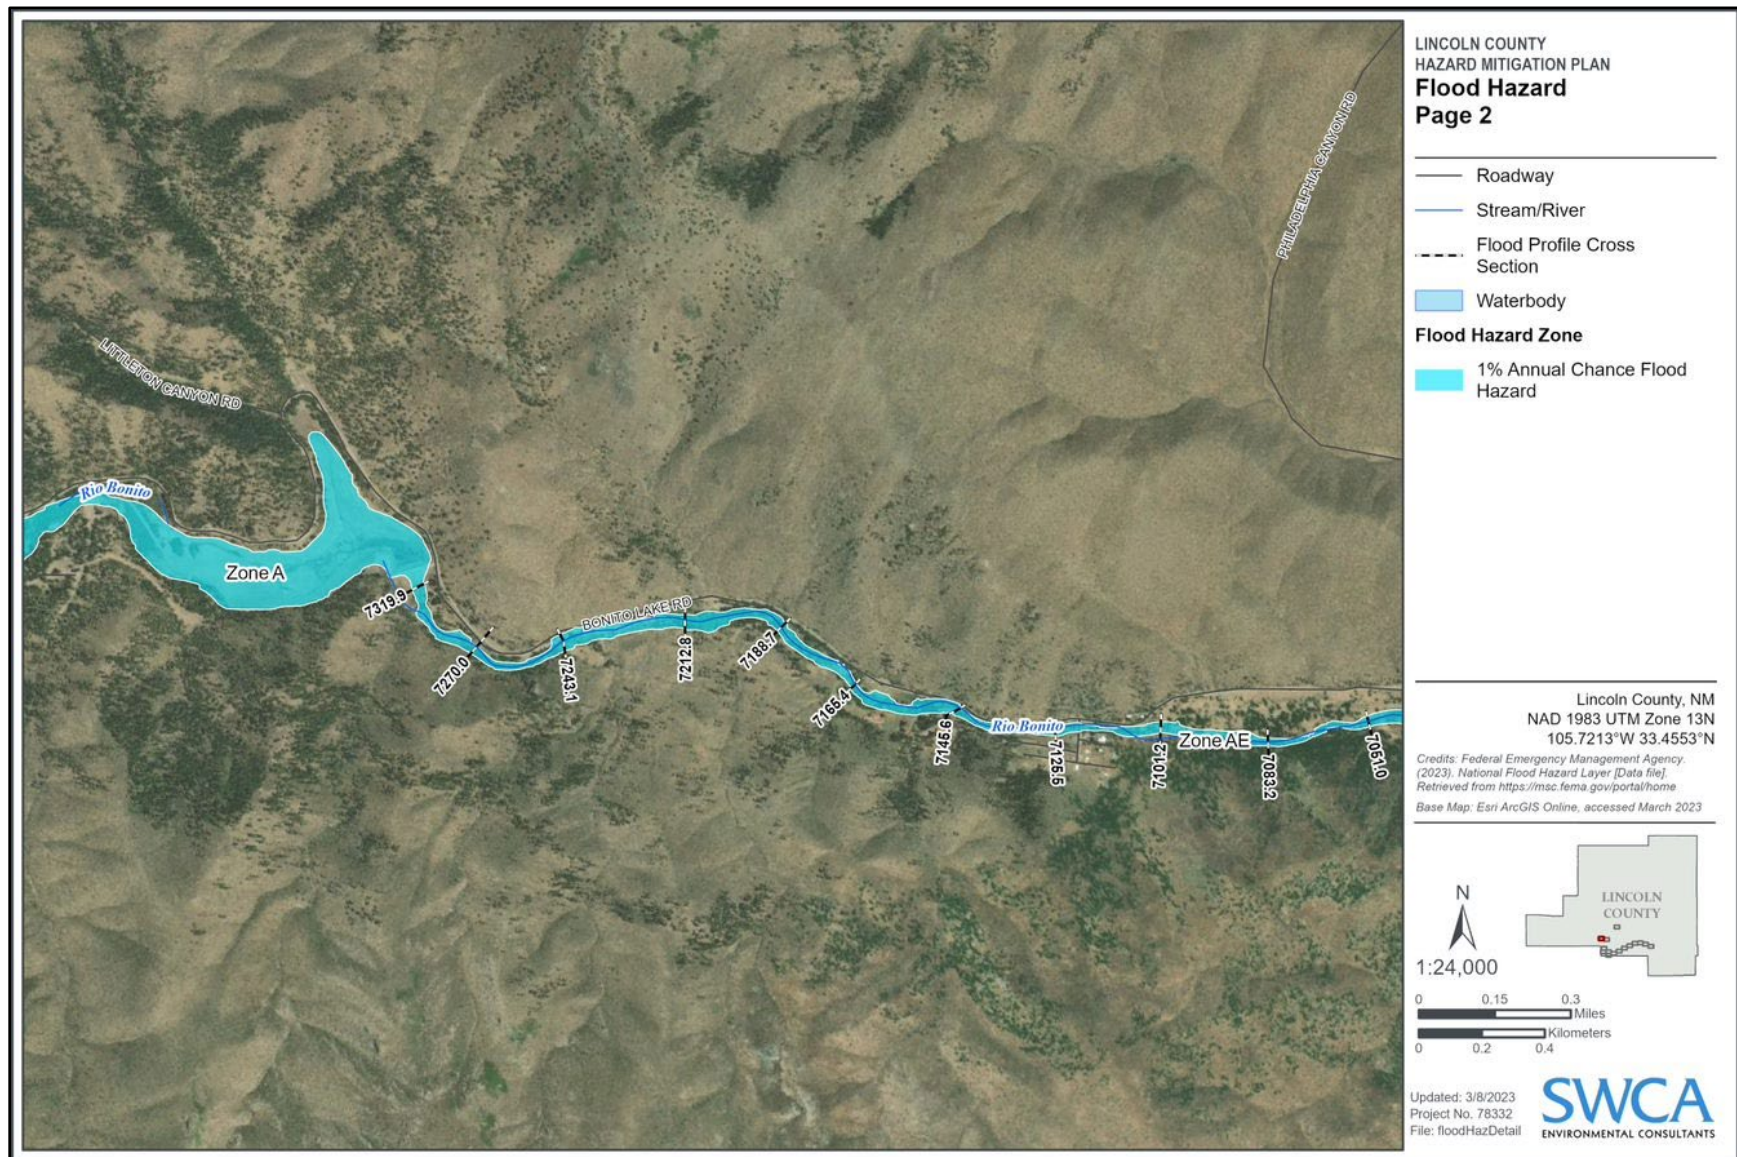 LINCOLN COUNTY
HAZARD MITIGATION PLAN
Flood Hazard
Page 2
Roadway
Stream/River
Flood Profile Cross
Section
Waterbody
Flood Hazard Zone
1% Annual Chance Flood
Hazard
PHILADELPHIA CANYON RD
LITTLETON CANYON RD
Rio Bonito
Zone A
7319.9
7270.0
7243.1
BONITO LAKE RD
7212.8
7188.7
7165.4
7145.6
Rio Bonito
7125.5
7101.2
Zone AE
7083.2
7051.0
Lincoln County, NM
NAD 1983 UTM Zone 13N
105.7213°W 33.4553°N
Credits: Federal Emergency Management Agency.
(2023). National Flood Hazard Layer [Data file].
Retrieved from https://msc.fema.gov/portal/home
Base Map: Esri ArcGIS Online, accessed March 2023
LINCOLN
COUNTY
N
1:24,000
0 0.15 0.3
Miles
Kilometers
0 0.2 0.4
Updated: 3/8/2023
Project No. 78332
File: floodHazDetail
SWCA
ENVIRONMENTAL CONSULTANTS